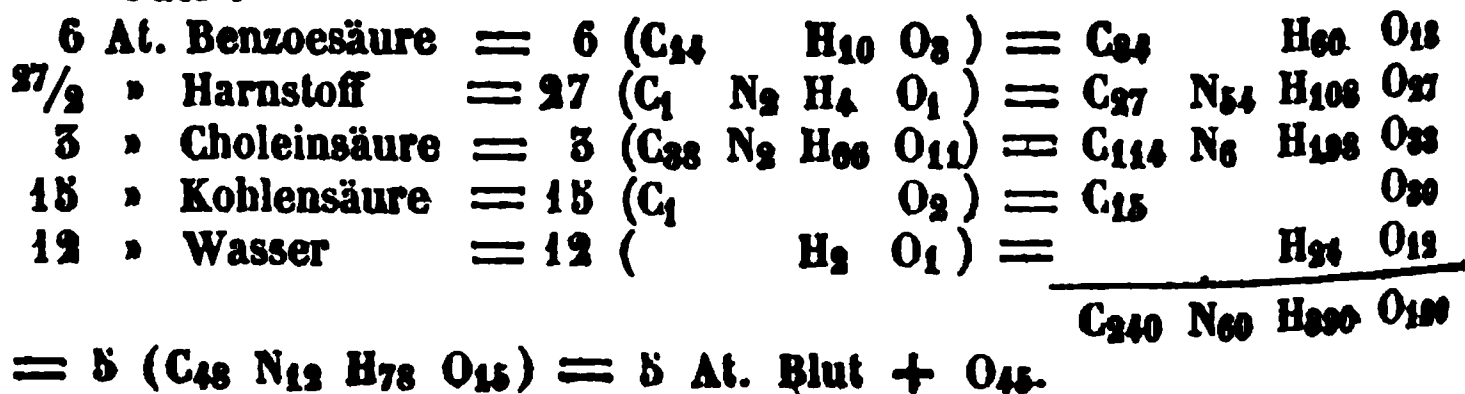 6 At. Benzoesäure = 6 (C₁₄ H₁₀ O₃) = C₈₄ H₆₀ O₁₈
²⁷/₂ » Harnstoff = 27 (C₁ N₂ H₄ O₁) = C₂₇ N₅₄ H₁₀₈ O₂₇
3 » Choleinsäure = 3 (C₃₈ N₂ H₆₆ O₁₁) = C₁₁₄ N₆ H₁₉₈ O₃₃
15 » Kohlensäure = 15 (C₁ O₂) = C₁₅ O₃₀
12 » Wasser = 12 ( H₂ O₁) = H₂₄ O₁₂
C₂₄₀ N₆₀ H₃₉₀ O₁₂₀
= 5 (C₄₈ N₁₂ H₇₈ O₁₅) = 5 At. Blut + O₄₅.